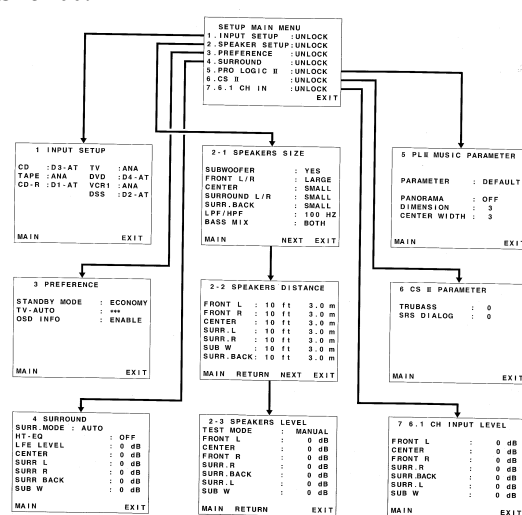 SETUP MAIN MENU
1.INPUT SETUP :UNLOCK
2.SPEAKER SETUP:UNLOCK
3.PREFERENCE :UNLOCK
4.SURROUND :UNLOCK
5.PRO LOGIC II :UNLOCK
6.CS II :UNLOCK
7.6.1 CH IN :UNLOCK
EXIT
1 INPUT SETUP
CD :D3-AT TV :ANA
TAPE :ANA DVD :D4-AT
CD-R :D1-AT VCR1 :ANA
DSS :D2-AT
MAIN EXIT
2-1 SPEAKERS SIZE
SUBWOOFER : YES
FRONT L/R : LARGE
CENTER : SMALL
SURROUND L/R : SMALL
SURR.BACK : SMALL
LPF/HPF : 100 HZ
BASS MIX : BOTH
MAIN NEXT EXIT
5 PLII MUSIC PARAMETER
PARAMETER : DEFAULT
PANORAMA : OFF
DIMENSION : 3
CENTER WIDTH : 3
MAIN EXIT
3 PREFERENCE
STANDBY MODE : ECONOMY
TV-AUTO : ***
OSD INFO : ENABLE
MAIN EXIT
2-2 SPEAKERS DISTANCE
FRONT L : 10 ft 3.0 m
FRONT R : 10 ft 3.0 m
CENTER : 10 ft 3.0 m
SURR.L : 10 ft 3.0 m
SURR.R : 10 ft 3.0 m
SUB W : 10 ft 3.0 m
SURR.BACK: 10 ft 3.0 m
MAIN RETURN NEXT EXIT
6 CS II PARAMETER
TRUBASS : 0
SRS DIALOG : 0
MAIN EXIT
4 SURROUND
SURR.MODE : AUTO
HT-EQ : OFF
LFE LEVEL : 0 dB
CENTER : 0 dB
SURR L : 0 dB
SURR R : 0 dB
SURR BACK : 0 dB
SUB W : 0 dB
MAIN EXIT
2-3 SPEAKERS LEVEL
TEST MODE : MANUAL
FRONT L : 0 dB
CENTER : 0 dB
FRONT R : 0 dB
SURR.R : 0 dB
SURR.BACK : 0 dB
SURR.L : 0 dB
SUB W : 0 dB
MAIN RETURN EXIT
7 6.1 CH INPUT LEVEL
FRONT L : 0 dB
CENTER : 0 dB
FRONT R : 0 dB
SURR.R : 0 dB
SURR.BACK : 0 dB
SURR.L : 0 dB
SUB W : 0 dB
MAIN EXIT